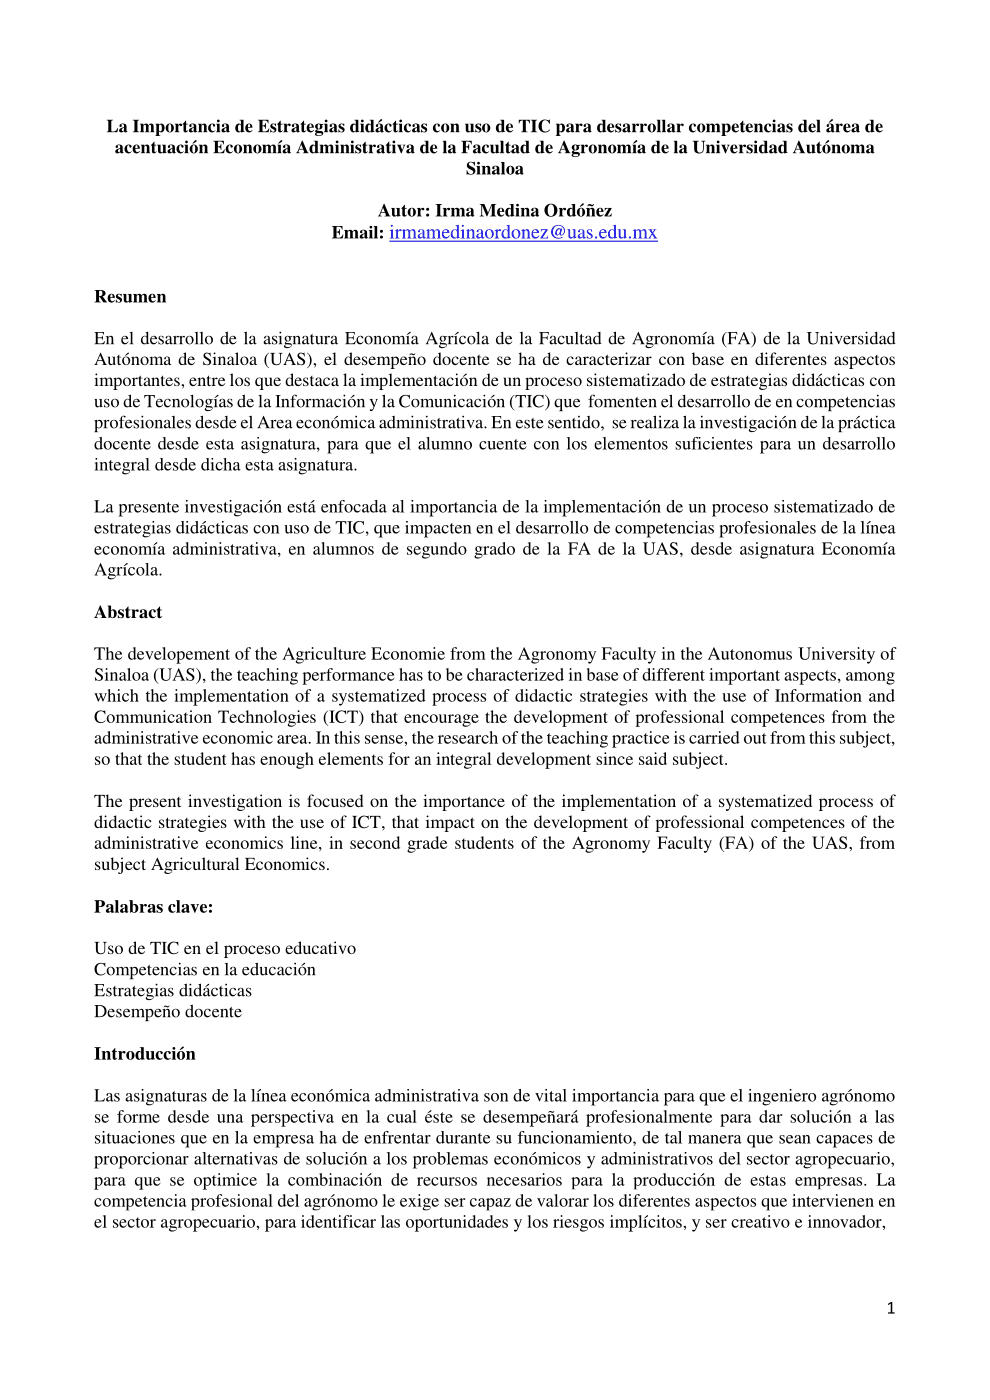 La Importancia de Estrategias didácticas con uso de TIC para desarrollar competencias del área de
acentuación Economía Administrativa de la Facultad de Agronomía de la Universidad Autónoma
Sinaloa
Autor: Irma Medina Ordóñez
Email: irmamedinaordonez@uas.edu.mx
Resumen
En el desarrollo de la asignatura Economía Agrícola de la Facultad de Agronomía (FA) de la Universidad
Autónoma de Sinaloa (UAS), el desempeño docente se ha de caracterizar con base en diferentes aspectos
importantes, entre los que destaca la implementación de un proceso sistematizado de estrategias didácticas con
uso de Tecnologías de la Información y la Comunicación (TIC) que  fomenten el desarrollo de en competencias
profesionales desde el Area económica administrativa. En este sentido,  se realiza la investigación de la práctica
docente desde esta asignatura, para que el alumno cuente con los elementos suficientes para un desarrollo
integral desde dicha esta asignatura.
La presente investigación está enfocada al importancia de la implementación de un proceso sistematizado de
estrategias didácticas con uso de TIC, que impacten en el desarrollo de competencias profesionales de la línea
economía administrativa, en alumnos de segundo grado de la FA de la UAS, desde asignatura Economía
Agrícola.
Abstract
The developement of the Agriculture Economie from the Agronomy Faculty in the Autonomus University of
Sinaloa (UAS), the teaching performance has to be characterized in base of different important aspects, among
which the implementation of a systematized process of didactic strategies with the use of Information and
Communication Technologies (ICT) that encourage the development of professional competences from the
administrative economic area. In this sense, the research of the teaching practice is carried out from this subject,
so that the student has enough elements for an integral development since said subject.
The present investigation is focused on the importance of the implementation of a systematized process of
didactic strategies with the use of ICT, that impact on the development of professional competences of the
administrative economics line, in second grade students of the Agronomy Faculty (FA) of the UAS, from
subject Agricultural Economics.
Palabras clave:
Uso de TIC en el proceso educativo
Competencias en la educación
Estrategias didácticas
Desempeño docente
Introducción
Las asignaturas de la línea económica administrativa son de vital importancia para que el ingeniero agrónomo
se forme desde una perspectiva en la cual éste se desempeñará profesionalmente para dar solución a las
situaciones que en la empresa ha de enfrentar durante su funcionamiento, de tal manera que sean capaces de
proporcionar alternativas de solución a los problemas económicos y administrativos del sector agropecuario,
para que se optimice la combinación de recursos necesarios para la producción de estas empresas. La
competencia profesional del agrónomo le exige ser capaz de valorar los diferentes aspectos que intervienen en
el sector agropecuario, para identificar las oportunidades y los riesgos implícitos, y ser creativo e innovador,
1